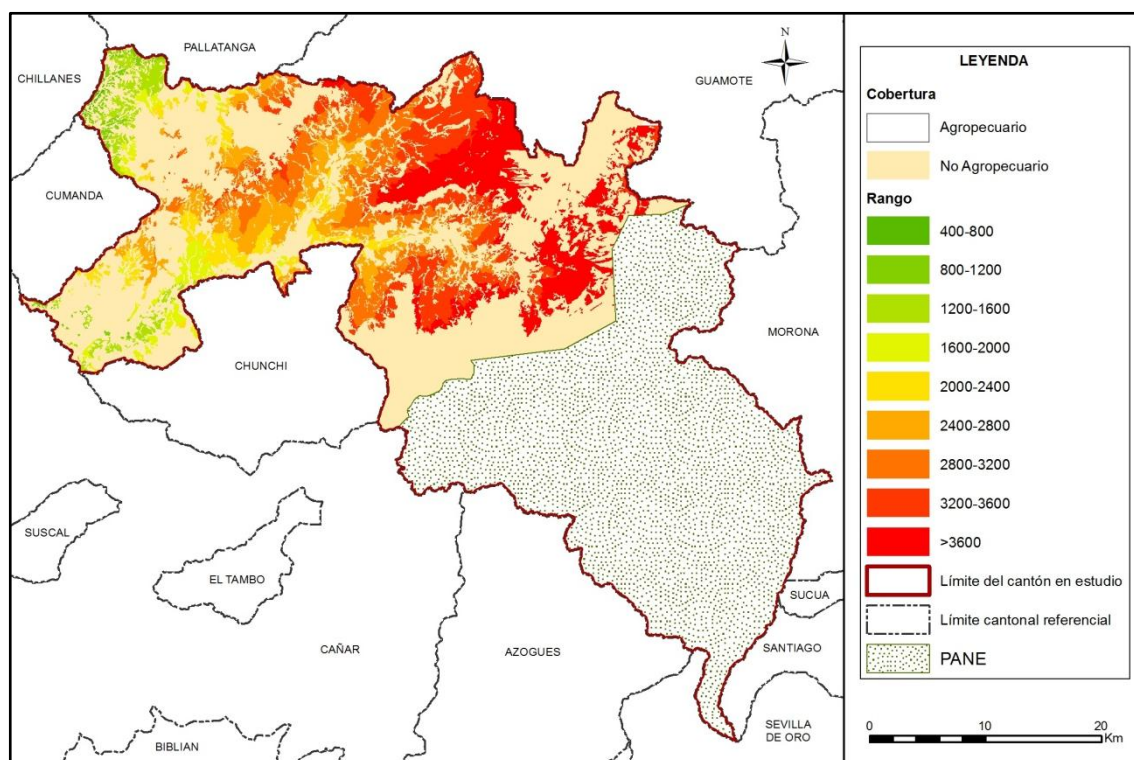 PALLATANGA
CHILLANES
N
GUAMOTE
CUMANDA
MORONA
CHUNCHI
SUSCAL
EL TAMBO
SUCUA
CAÑAR
AZOGUES
SANTIAGO
SEVILLA
DE ORO
BIBLIAN
LEYENDA
Cobertura
Agropecuario
No Agropecuario
Rango
400-800
800-1200
1200-1600
1600-2000
2000-2400
2400-2800
2800-3200
3200-3600
>3600
Límite del cantón en estudio
Límite cantonal referencial
PANE
0 10 20
Km